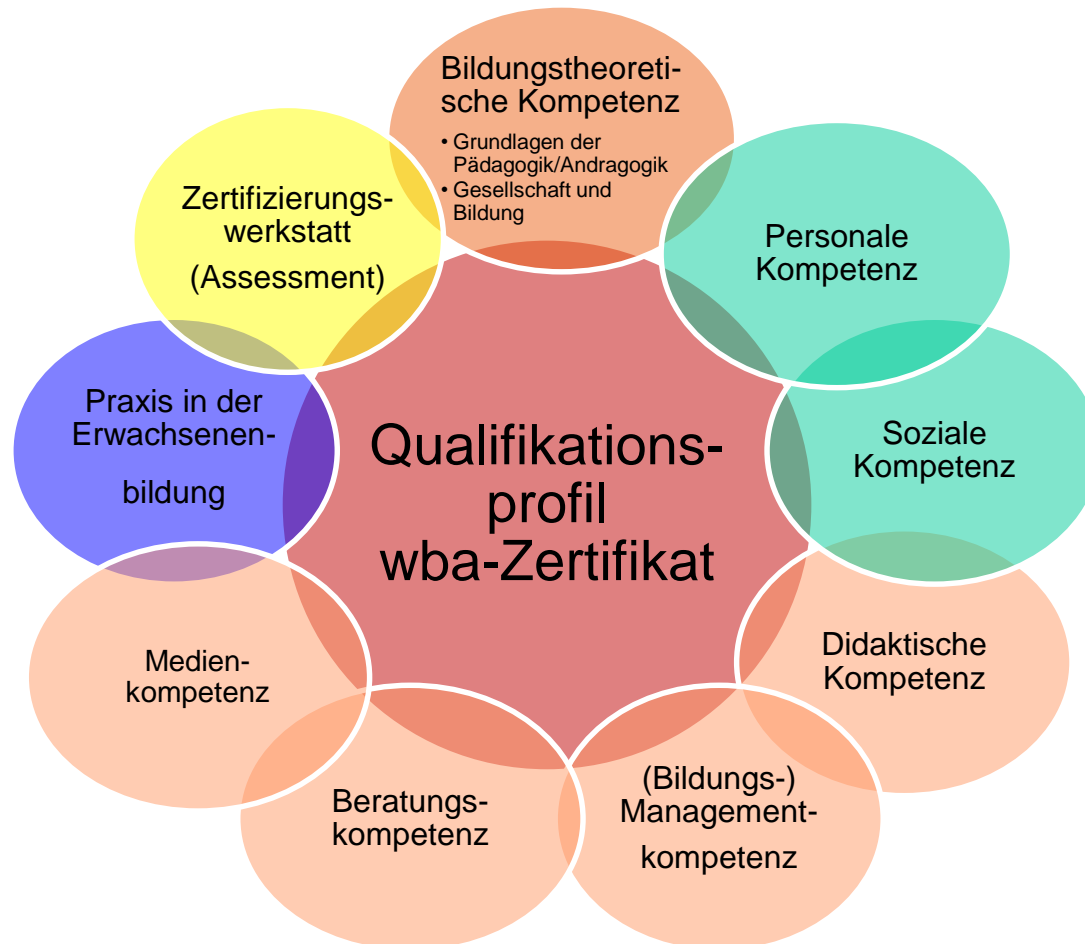 Bildungstheoreti-
sche Kompetenz
• Grundlagen der
Pädagogik/Andragogik
• Gesellschaft und
Bildung
Personale
Kompetenz
Soziale
Kompetenz
Didaktische
Kompetenz
(Bildungs-)
Management-
kompetenz
Beratungs-
kompetenz
Medien-
kompetenz
Praxis in der
Erwachsenen-
bildung
Zertifizierungs-
werkstatt
(Assessment)
Qualifikations-
profil
wba-Zertifikat